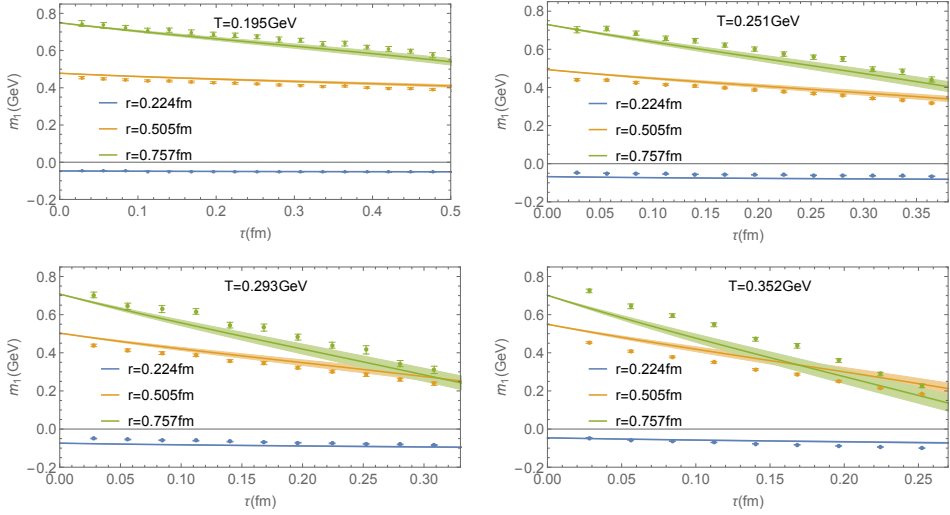 T=0.195GeV
m₁(GeV)
0.8
0.6
0.4
0.2
0.0
−0.2
r=0.224fm
r=0.505fm
r=0.757fm
0.0 0.1 0.2 0.3 0.4 0.5
τ(fm)
T=0.251GeV
m₁(GeV)
0.8
0.6
0.4
0.2
0.0
−0.2
r=0.224fm
r=0.505fm
r=0.757fm
0.00 0.05 0.10 0.15 0.20 0.25 0.30 0.35
τ(fm)
T=0.293GeV
m₁(GeV)
0.8
0.6
0.4
0.2
0.0
−0.2
r=0.224fm
r=0.505fm
r=0.757fm
0.00 0.05 0.10 0.15 0.20 0.25 0.30
τ(fm)
T=0.352GeV
m₁(GeV)
0.8
0.6
0.4
0.2
0.0
−0.2
r=0.224fm
r=0.505fm
r=0.757fm
0.00 0.05 0.10 0.15 0.20 0.25
τ(fm)